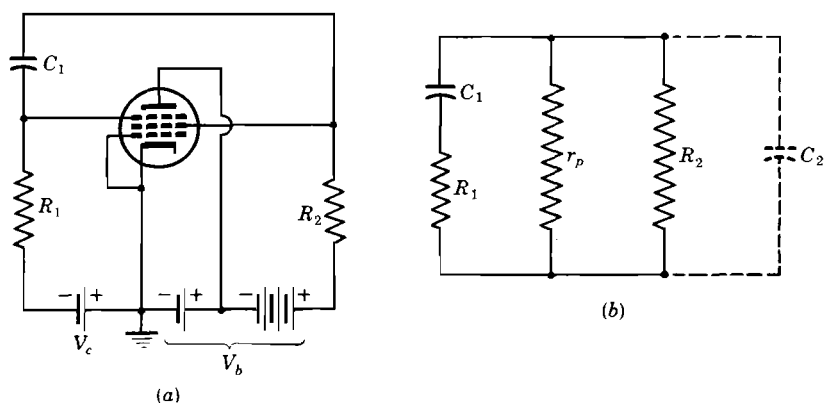 C1
R1
R2
- +
- +
- +
Vc
Vb
(a)
C1
R1
rp
R2
C2
(b)